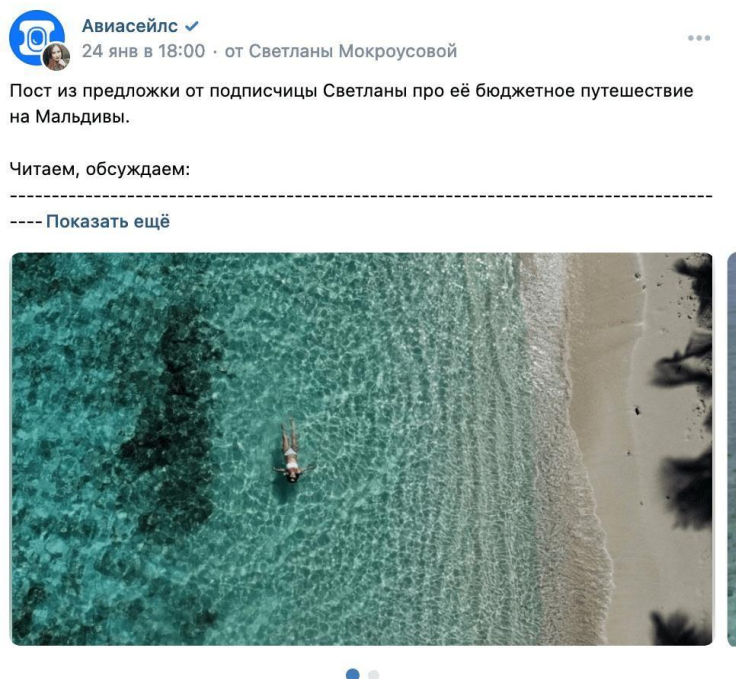 Авиасейлс
24 янв в 18:00 · от Светланы Мокроусовой
Пост из предложки от подписчицы Светланы про её бюджетное путешествие
на Мальдивы.
Читаем, обсуждаем:
-----------------------------------------------------------------------------------
---- Показать ещё